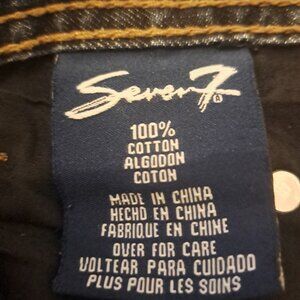 Seven7®
100%
COTTON
ALGODON
COTON
MADE IN CHINA
HECHO EN CHINA
FABRIQUE EN CHINE
OVER FOR CARE
VOLTEAR PARA CUIDADO
PLUS POUR LES SOINS